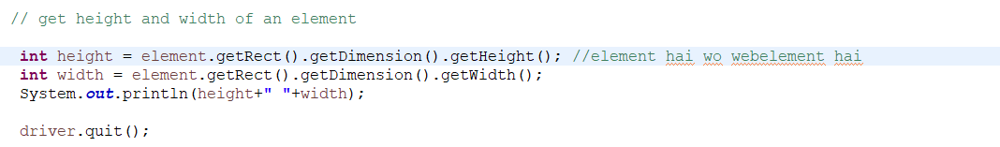 // get height and width of an element
int height = element.getRect().getDimension().getHeight(); //element hai wo webelement hai
int width = element.getRect().getDimension().getWidth();
System.out.println(height+" "+width);
driver.quit();